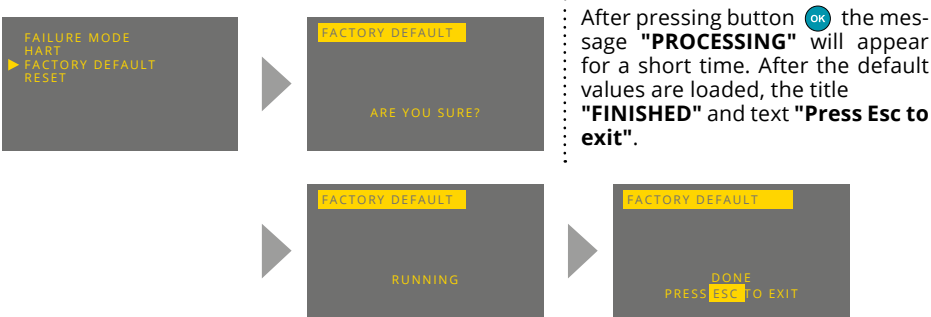 FAILURE MODE
HART
FACTORY DEFAULT
RESET
FACTORY DEFAULT
ARE YOU SURE?
After pressing button OK the mes-
sage "PROCESSING" will appear
for a short time. After the default
values are loaded, the title
"FINISHED" and text "Press Esc to
exit".
FACTORY DEFAULT
RUNNING
FACTORY DEFAULT
DONE
PRESS ESC TO EXIT